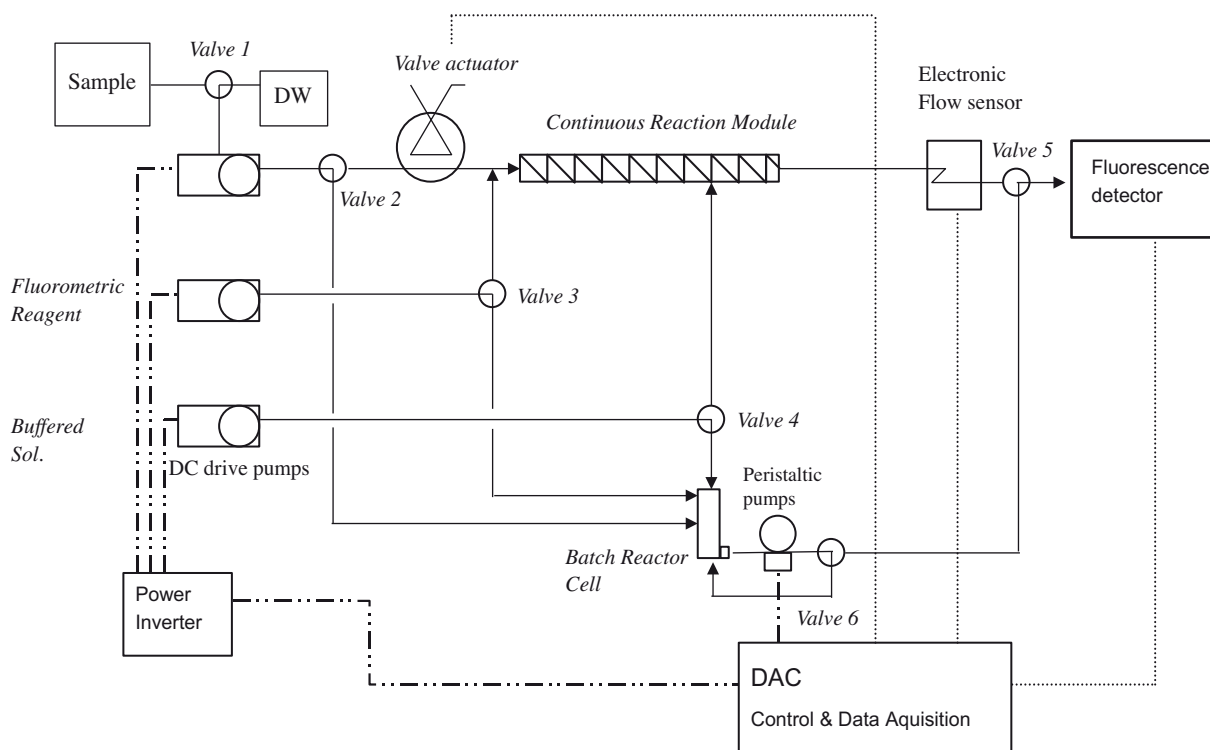 Valve 1
Sample
DW
Valve actuator
Continuous Reaction Module
Electronic
Flow sensor
Valve 5
Fluorescence
detector
Valve 2
Fluorometric
Reagent
Valve 3
Buffered
Sol.
DC drive pumps
Valve 4
Peristaltic
pumps
Batch Reactor
Cell
Valve 6
Power
Inverter
DAC
Control & Data Aquisition